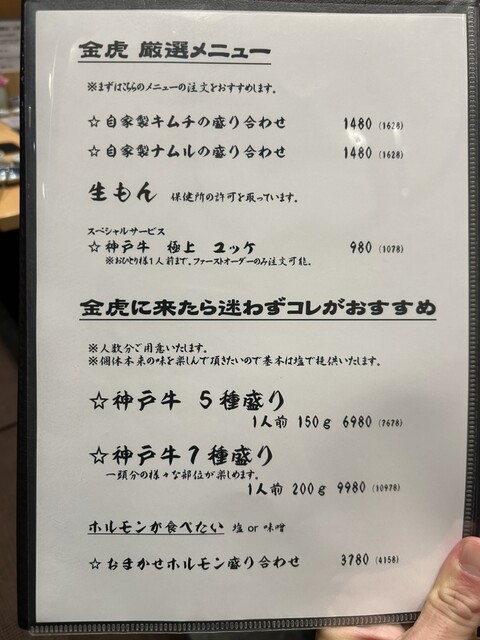 金虎 厳選メニュー
※まずはこちらのメニューの注文をおすすめします。
☆自家製キムチの盛り合わせ 1480 (1628)
☆自家製ナムルの盛り合わせ 1480 (1628)
生もん 保健所の許可を取っています。
スペシャルサービス
☆神戸牛 極上 ユッケ 980 (1078)
※おひとり様1人前まで。ファーストオーダーのみ注文可能。
金虎に来たら迷わずコレがおすすめ
※人数分ご用意いたします。
※個体本来の味を楽しんで頂きたいので基本は塩で提供いたします。
☆神戸牛 5種盛り
1人前 150g 6980 (7678)
☆神戸牛7種盛り
一頭分の様々な部位が楽しめます。
1人前 200g 9980 (10978)
ホルモンが食べたい 塩 or 味噌
☆おまかせホルモン盛り合わせ 3780 (4158)